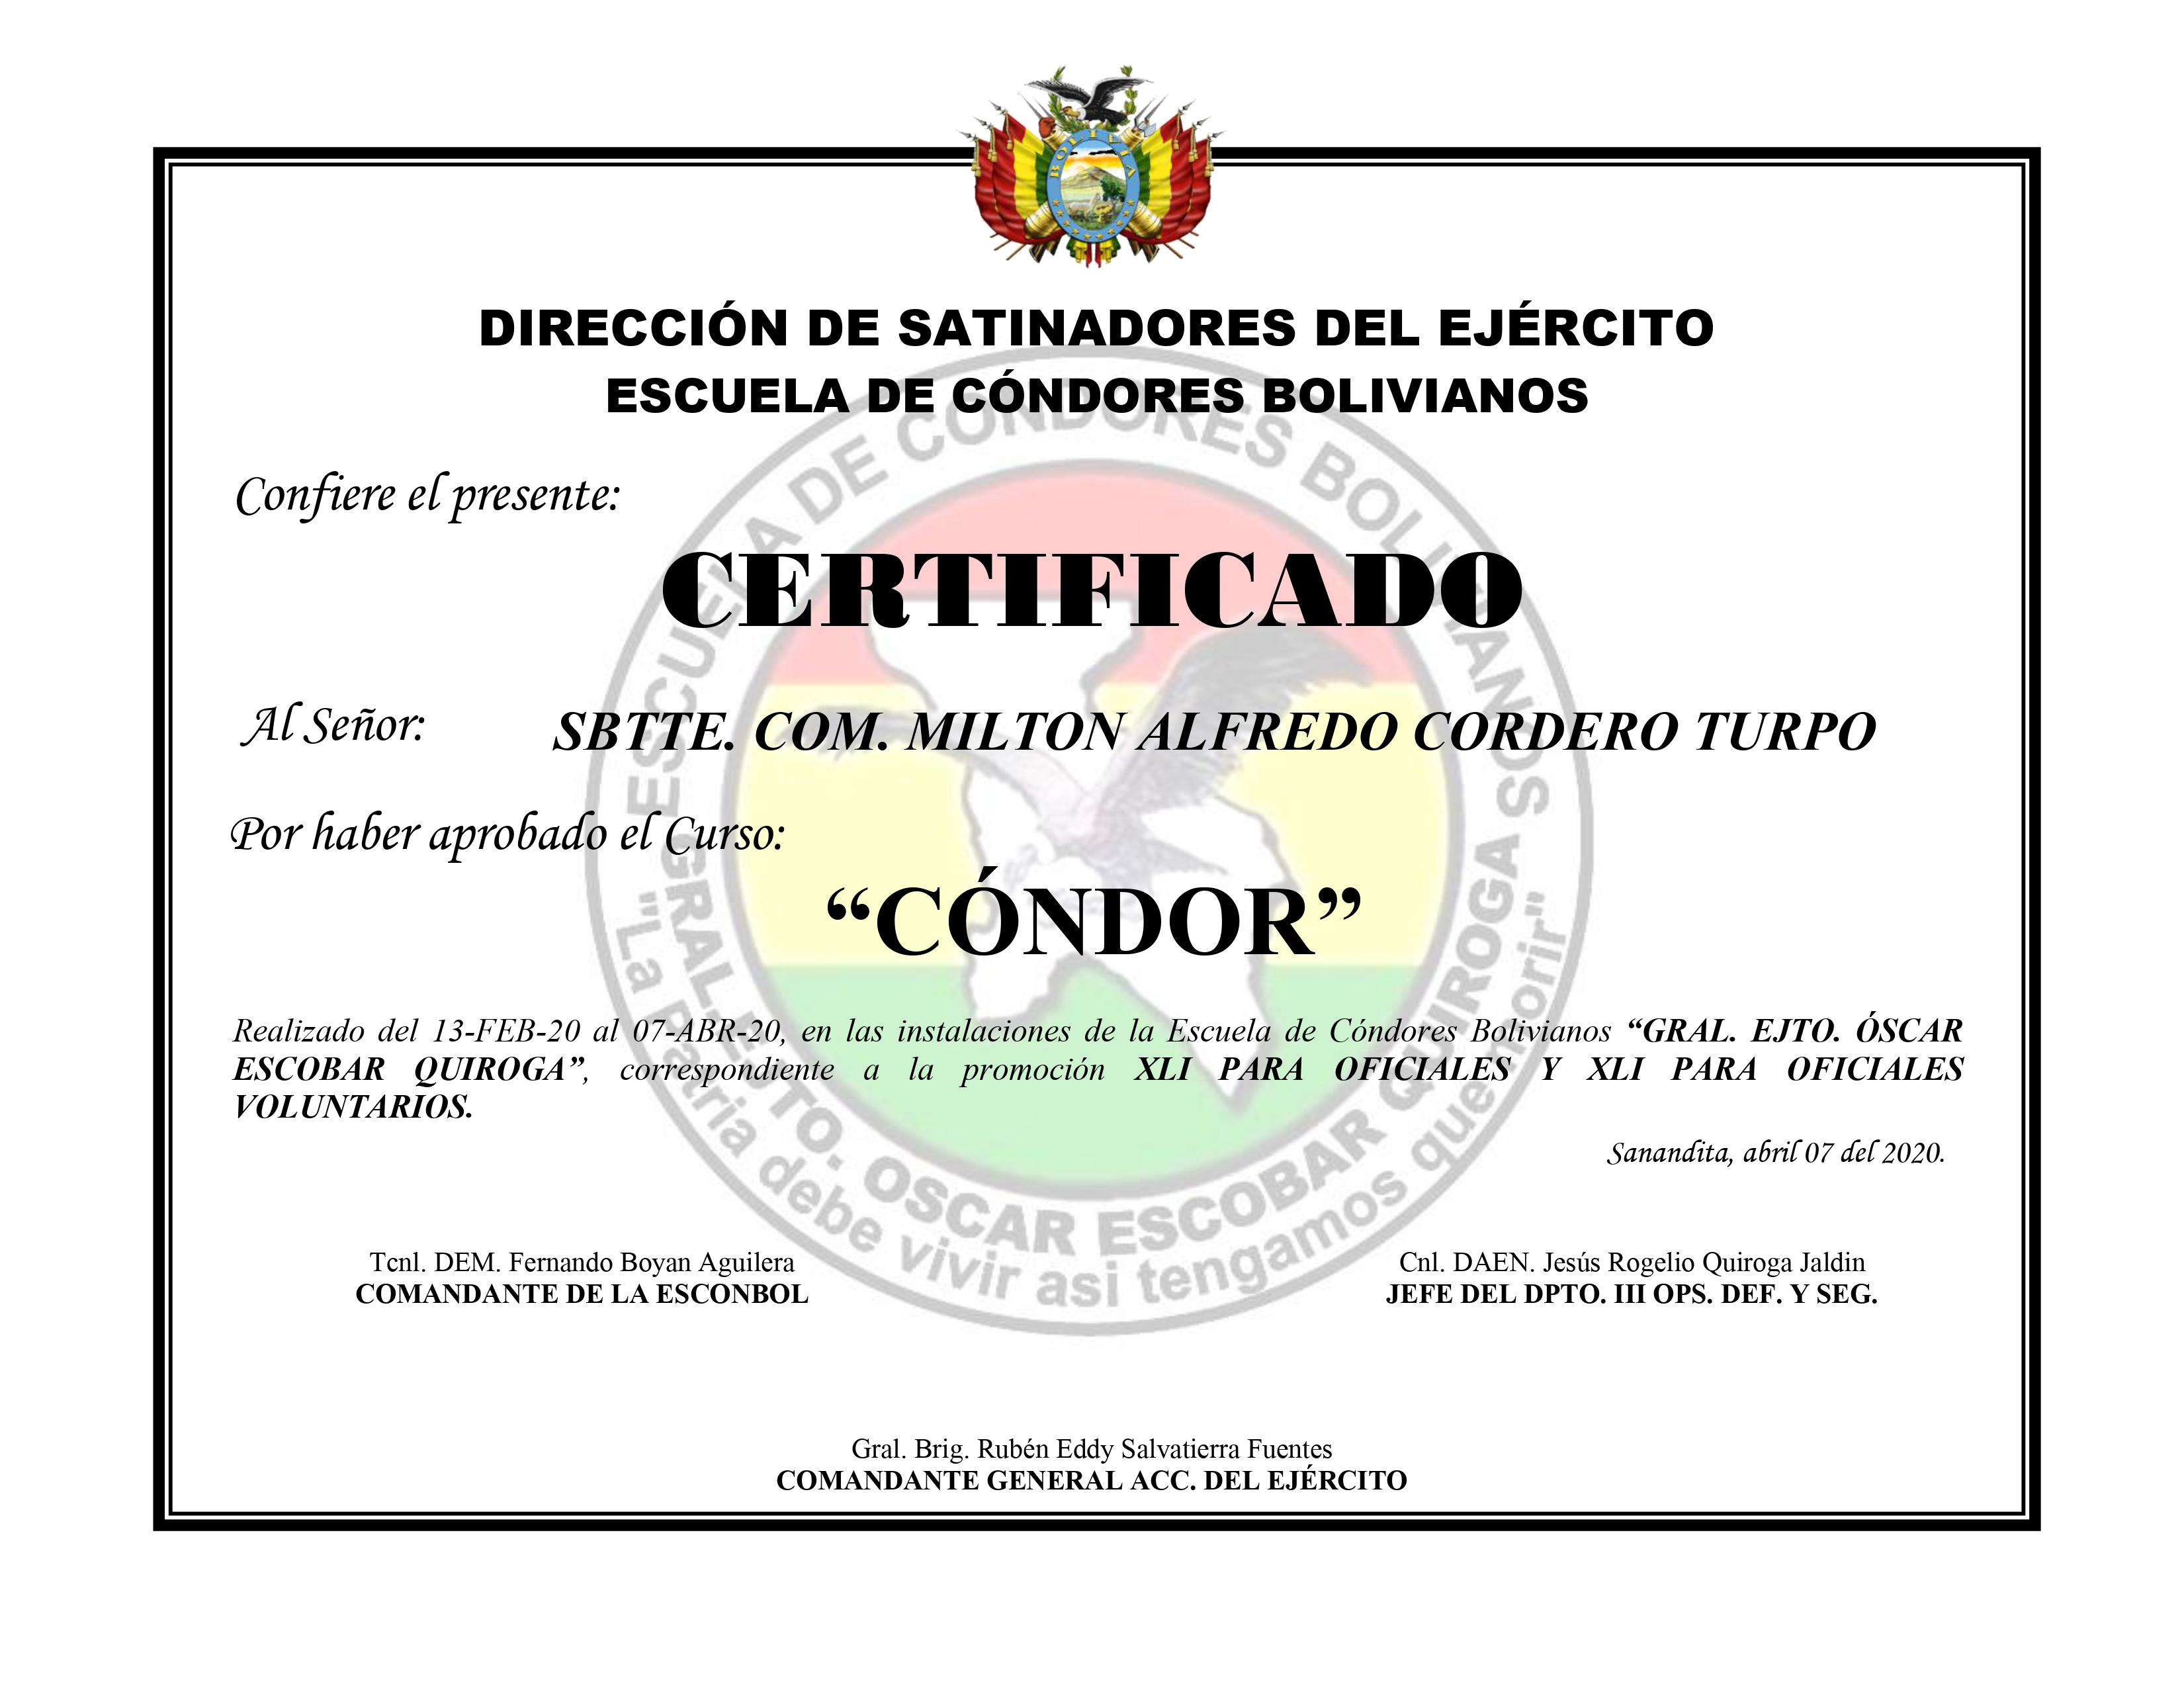 BOLIVIA
DIRECCIÓN DE SATINADORES DEL EJÉRCITO
ESCUELA DE CÓNDORES BOLIVIANOS
Confiere el presente:
CERTIFICADO
Al Señor: SBTTE. COM. MILTON ALFREDO CORDERO TURPO
Por haber aprobado el Curso:
“CÓNDOR”
Realizado del 13-FEB-20 al 07-ABR-20, en las instalaciones de la Escuela de Cóndores Bolivianos “GRAL. EJTO. ÓSCAR
ESCOBAR QUIROGA”, correspondiente a la promoción XLI PARA OFICIALES Y XLI PARA OFICIALES
VOLUNTARIOS.
Sanandita, abril 07 del 2020.
Tcnl. DEM. Fernando Boyan Aguilera
COMANDANTE DE LA ESCONBOL
Cnl. DAEN. Jesús Rogelio Quiroga Jaldin
JEFE DEL DPTO. III OPS. DEF. Y SEG.
Gral. Brig. Rubén Eddy Salvatierra Fuentes
COMANDANTE GENERAL ACC. DEL EJÉRCITO
ESCUELA DE CONDORES BOLIVIANOS
GRAL. EJTO. OSCAR ESCOBAR QUIROGA S
"La Patria debe vivir asi tengamos que morir"